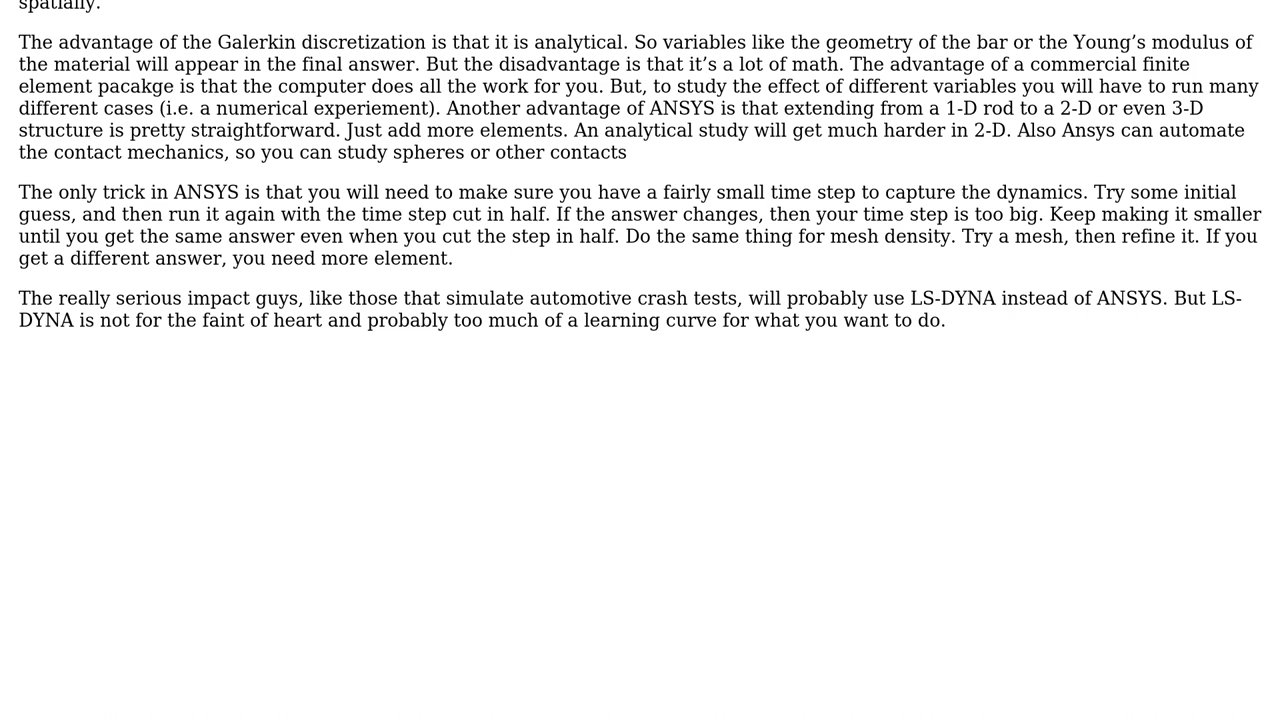 spatially.
The advantage of the Galerkin discretization is that it is analytical. So variables like the geometry of the bar or the Young’s modulus of
the material will appear in the final answer. But the disadvantage is that it’s a lot of math. The advantage of a commercial finite
element pacakge is that the computer does all the work for you. But, to study the effect of different variables you will have to run many
different cases (i.e. a numerical experiement). Another advantage of ANSYS is that extending from a 1-D rod to a 2-D or even 3-D
structure is pretty straightforward. Just add more elements. An analytical study will get much harder in 2-D. Also Ansys can automate
the contact mechanics, so you can study spheres or other contacts
The only trick in ANSYS is that you will need to make sure you have a fairly small time step to capture the dynamics. Try some initial
guess, and then run it again with the time step cut in half. If the answer changes, then your time step is too big. Keep making it smaller
until you get the same answer even when you cut the step in half. Do the same thing for mesh density. Try a mesh, then refine it. If you
get a different answer, you need more element.
The really serious impact guys, like those that simulate automotive crash tests, will probably use LS-DYNA instead of ANSYS. But LS-
DYNA is not for the faint of heart and probably too much of a learning curve for what you want to do.